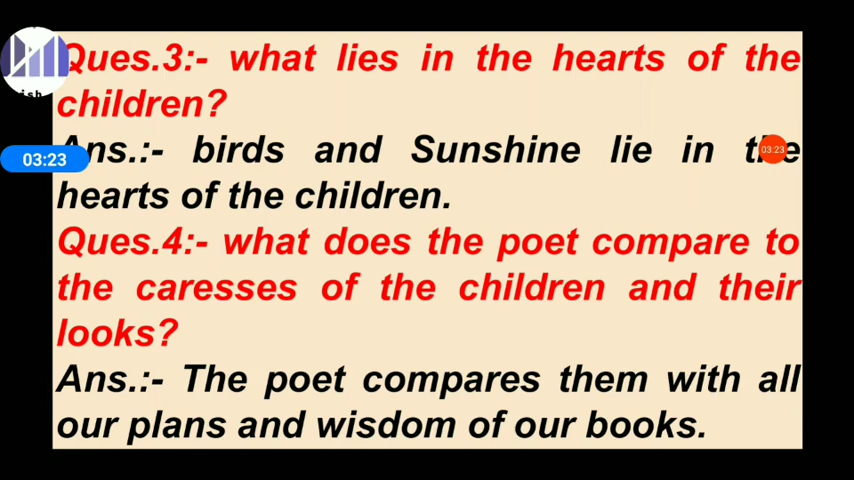 Ques.3:- what lies in the hearts of the
children?
ish
Ans.:- birds and Sunshine lie in the
03:23
03:23
hearts of the children.
Ques.4:- what does the poet compare to
the caresses of the children and their
looks?
Ans.:- The poet compares them with all
our plans and wisdom of our books.